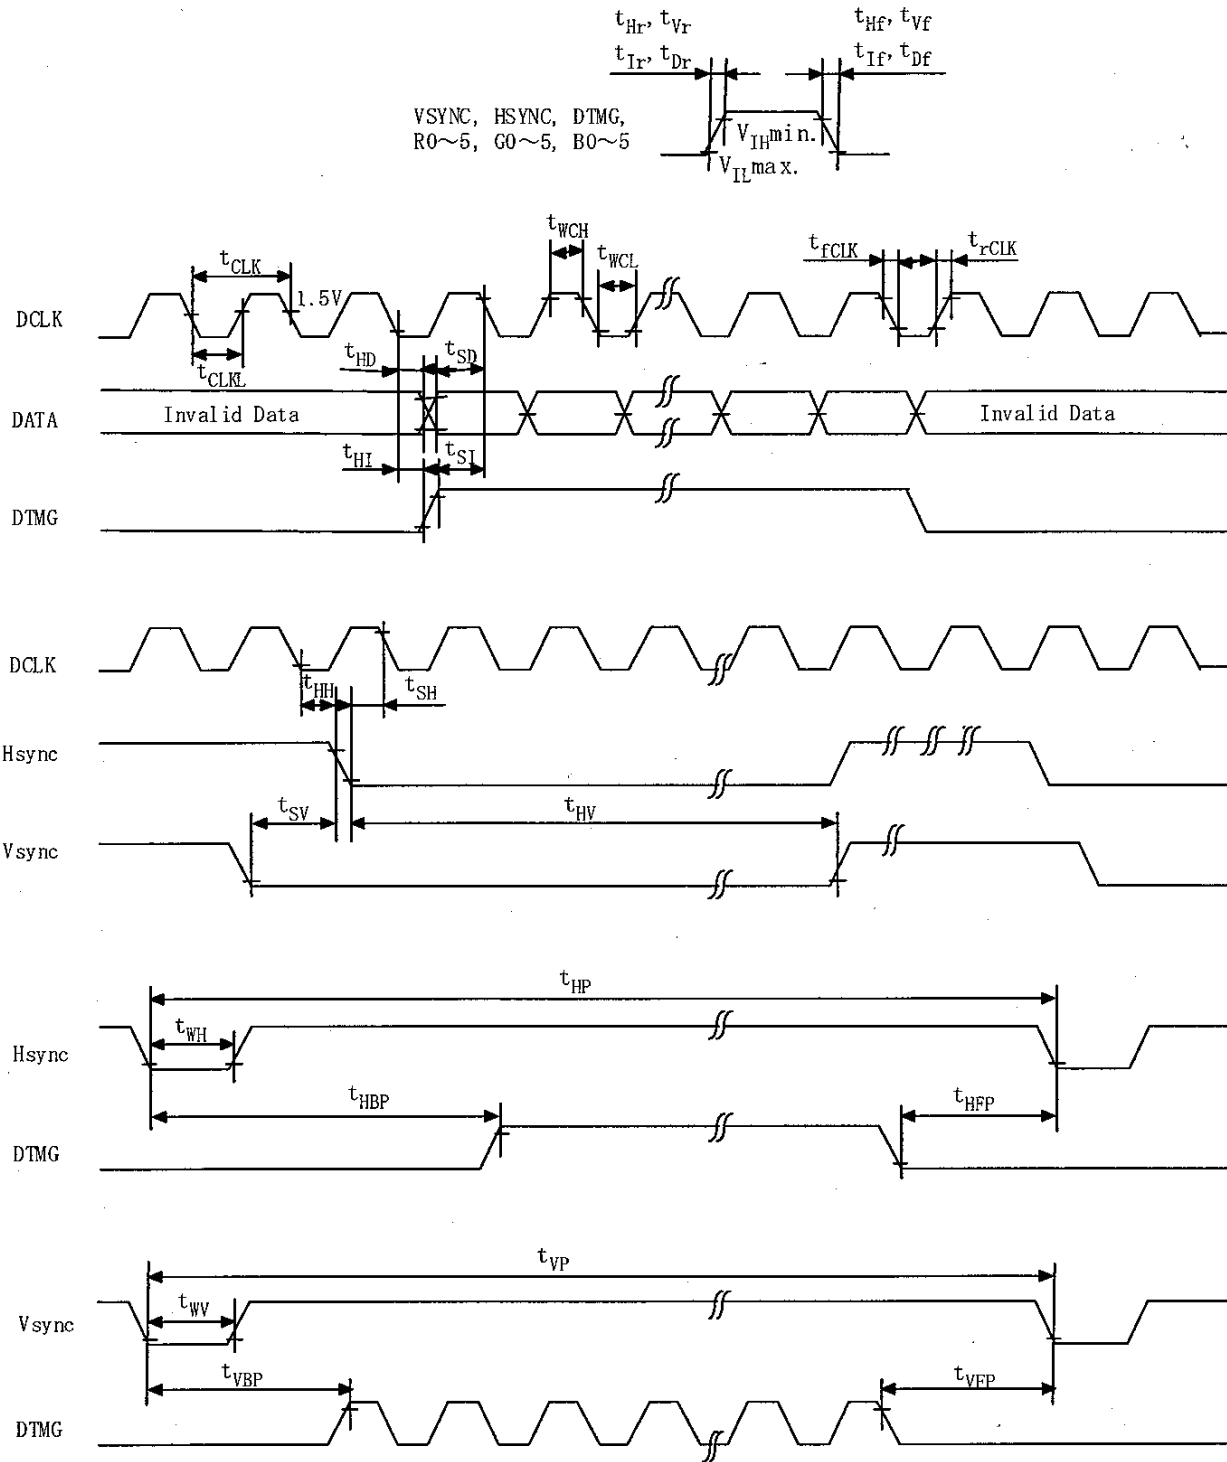 tHr, tVr
tIr, tDr
tHf, tVf
tIf, tDf
VSYNC, HSYNC, DTMG,
R0~5, G0~5, B0~5
VIHmin.
VILmax.
tCLK
tWCH
tWCL
tfCLK
trCLK
1.5V
DCLK
tCLKL
tHD
tSD
DATA
Invalid Data
Invalid Data
tHI
tSI
DTMG
DCLK
tHH
tSH
Hsync
tSV
tHV
Vsync
tHP
tWH
Hsync
tHBP
tHFP
DTMG
tVP
tWV
Vsync
tVBP
tVFP
DTMG